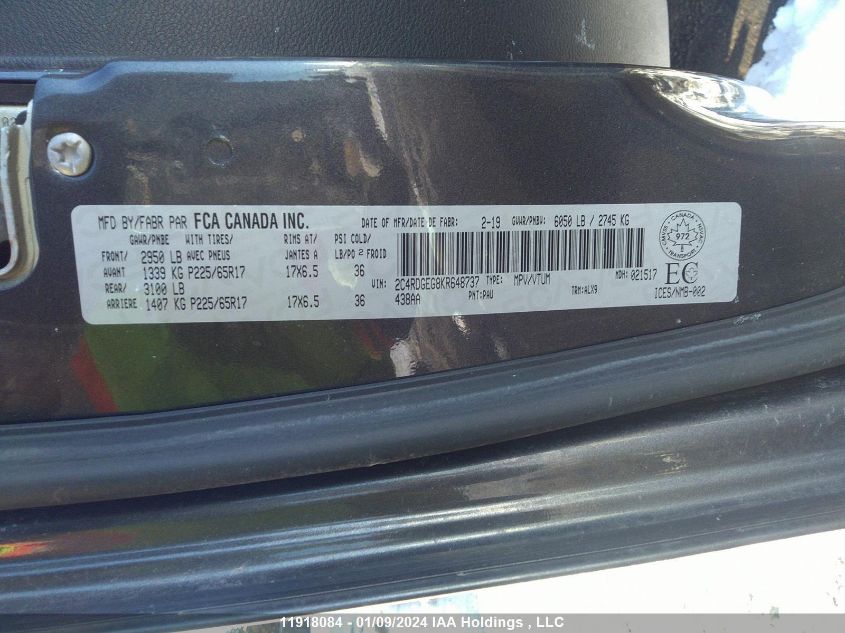 MFD BY/FABR PAR FCA CANADA INC. DATE OF MFR/DATE DE FABR: 2-19 GVWR/PNBV: 6050 LB / 2745 KG
GAWR/PNBE WITH TIRES/ RIMS AT/ PSI COLD/
FRONT/ 2950 LB AVEC PNEUS JANTES A LB/PO 2 FROID
AVANT 1339 KG P225/65R17 17X6.5 36
VIN: 2C4RDGEG8KR648737 TYPE: MPV/VTUM MDH: 021517
REAR/ 3100 LB
438AA PNT:PAU TRM:ALX9
ARRIERE 1407 KG P225/65R17 17X6.5 36
CANADA
972
TRANSPORT
EC
ICES/NMB-002
11918084 - 01/09/2024 IAA Holdings , LLC